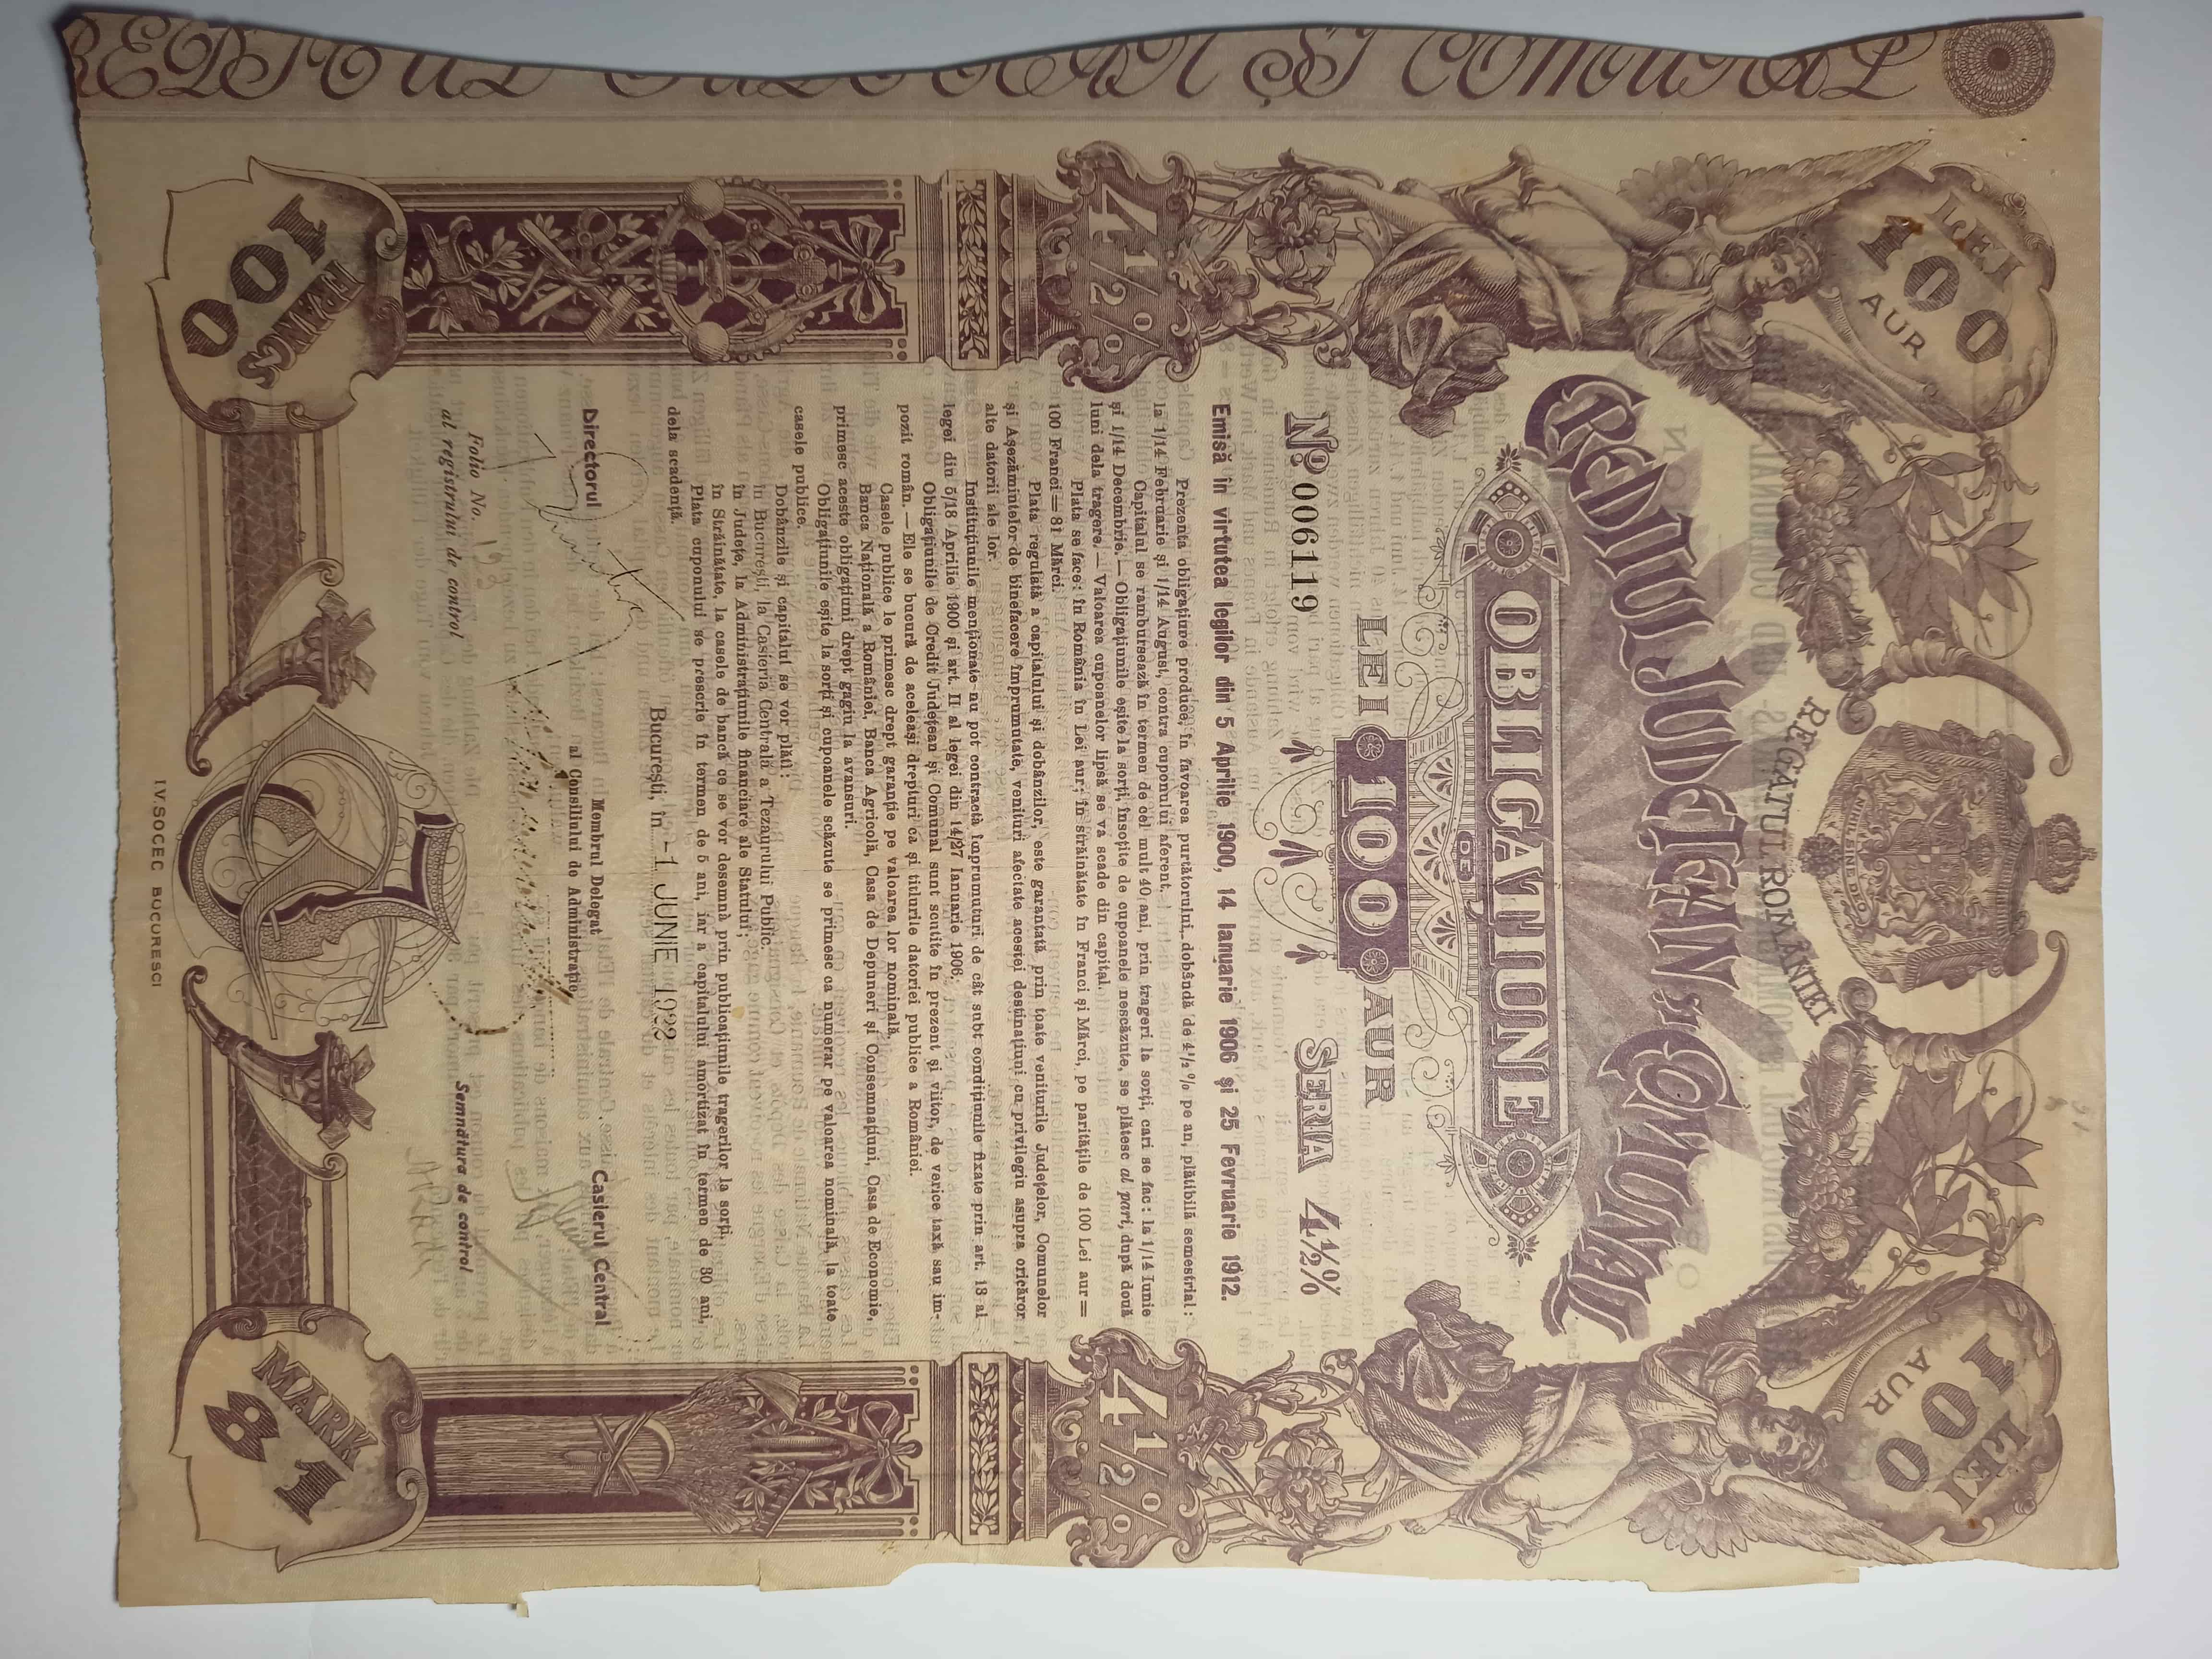 CREDITUL JUDEȚEAN ȘI COMUNAL
LEI
100
AUR
LEI
100
AUR
NIHIL SINE DEO
REGATUL ROMÂNIEI
CREDITUL JUDEȚEAN ȘI COMUNAL
OBLIGAȚIUNE
DE
LEI 100 AUR
No 006119
SERIA 4½%
Emisă în virtutea legilor din 5 Aprilie 1900, 14 Ianuarie 1906 și 25 Fevruarie 1912.
4½%
4½%
Prezenta obligațiune produce, în favoarea purtătorului, dobândă de 4½% pe an, plătibilă semestrial:
la 1/14 Februarie și 1/14 August, contra cuponului aferent.
Capitalul se ramburseazǎ în termen de cel mult 40 ani, prin trageri la sorți, cari se fac: la 1/14 Iunie
și 1/14 Decembrie. — Obligațiunile eșite la sorți, însoțite de cupoanele nescăzute, se plătesc al pari, după două
luni dela tragere. — Valoarea cupoanelor lipsă se va scade din capital.
Plata se face: în România în Lei aur; în străinătate în Franci și Mărci, pe paritățile de 100 Lei aur =
100 Franci = 81 Mărci.
Plata regulată a capitalului și dobânzilor, este garantată prin toate veniturile Județelor, Comunelor
și Așezămintelor de binefacere împrumutate, venituri afectate acestei destinațiuni cu privilegiu asupra oricăror
alte datorii ale lor.
Instituțiunile menționate nu pot contractà împrumuturi de cât subt condițiunile fixate prin art. 13 al
legei din 5/18 Aprilie 1900 și art. II al legei din 14/27 Ianuarie 1906.
Obligațiunile de Credit Județean și Comunal sunt scutite în prezent și viitor, de verice taxă sau im-
pozit român. — Ele se bucură de aceleași drepturi ca și titlurile datoriei publice a României.
Casele publice le primesc drept garanție pe valoarea lor nominală.
Banca Națională a României, Banca Agricolă, Casa de Depuneri și Consemnațiuni, Casa de Economie,
primesc aceste obligațiuni drept gagiu la avansuri.
Obligațiunile eșite la sorți și cupoanele scăzute se primesc ca numerar pe valoarea nominală, la toate
casele publice.
Dobânzile și capitalul se vor plăti:
în București, la Casieria Centrală a Tezaurului Public.
în Județe, la Administrațiunile financiare ale Statului;
în Străinătate, la casele de bancă ce se vor desemnà prin publicațiunile tragerilor la sorți.
Plata cuponului se prescrie în termen de 5 ani, iar a capitalului amortizat în termen de 30 ani,
dela scadență.
București, în -1 JUNIE 1922
Directorul
Membrul Delegat
al Consiliului de Administrație
Casierul Central
Folio No. 123
al registrului de control
Semnătura de control
100
FRANCS
MARK
81
I.V. SOCEC BUCURESCI